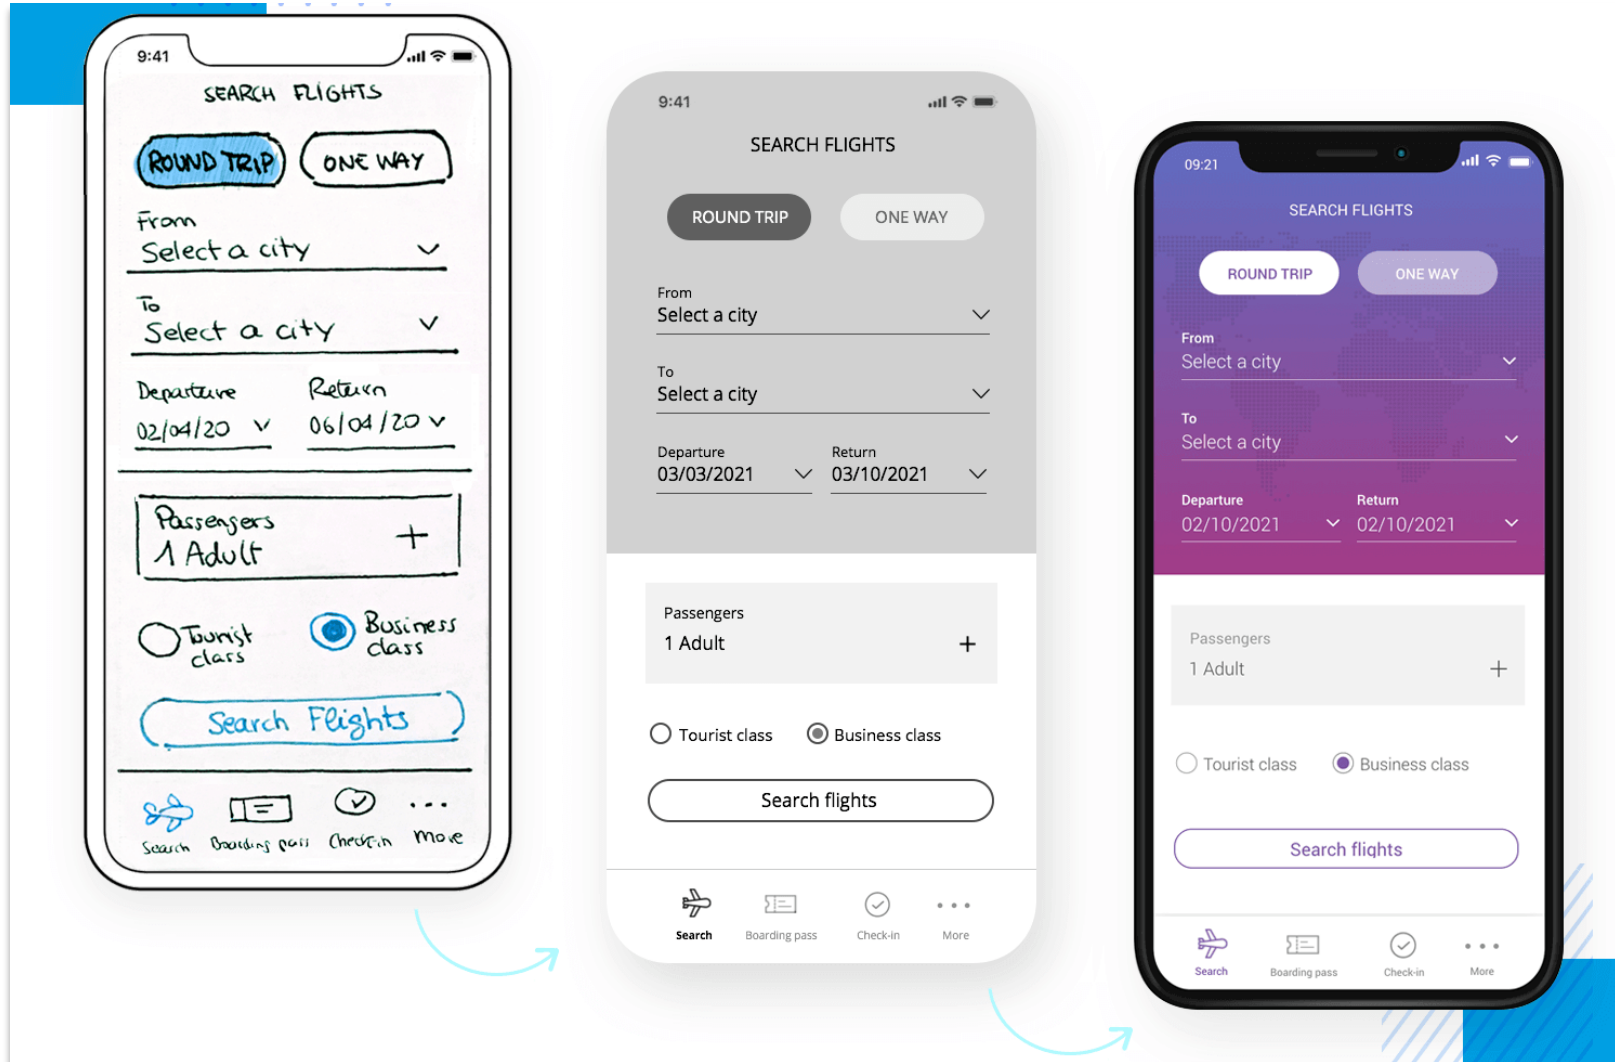 9:41
SEARCH FLIGHTS
ROUND TRIP ONE WAY
From
Select a city
To
Select a city
Departure Return
02/04/20 06/04/20
Passengers
1 Adult
Tourist class Business class
Search Flights
Search Boarding pass Check-in More
9:41
SEARCH FLIGHTS
ROUND TRIP ONE WAY
From
Select a city
To
Select a city
Departure Return
03/03/2021 03/10/2021
Passengers
1 Adult
Tourist class Business class
Search flights
Search Boarding pass Check-in More
09:21
SEARCH FLIGHTS
ROUND TRIP ONE WAY
From
Select a city
To
Select a city
Departure Return
02/10/2021 02/10/2021
Passengers
1 Adult
Tourist class Business class
Search flights
Search Boarding pass Check-in More